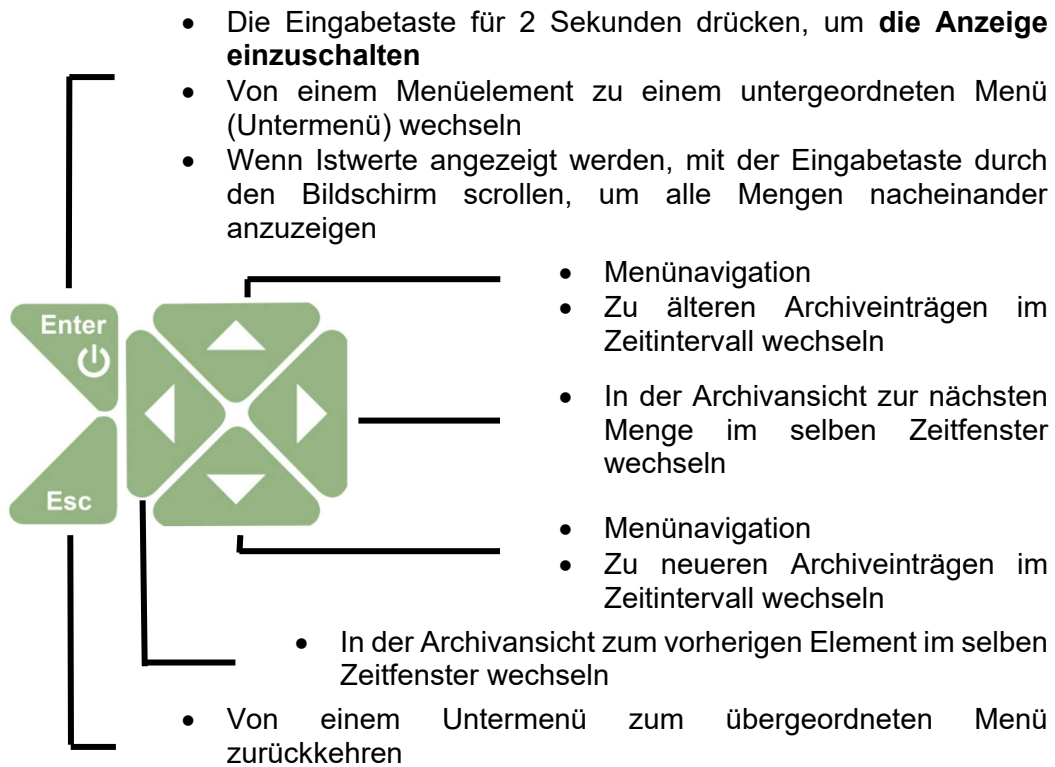 • Die Eingabetaste für 2 Sekunden drücken, um die Anzeige
einzuschalten
• Von einem Menüelement zu einem untergeordneten Menü
(Untermenü) wechseln
• Wenn Istwerte angezeigt werden, mit der Eingabetaste durch
den Bildschirm scrollen, um alle Mengen nacheinander
anzuzeigen
• Menünavigation
• Zu älteren Archiveinträgen im
Zeitintervall wechseln
Enter
• In der Archivansicht zur nächsten
Menge im selben Zeitfenster
wechseln
Esc
• Menünavigation
• Zu neueren Archiveinträgen im
Zeitintervall wechseln
• In der Archivansicht zum vorherigen Element im selben
Zeitfenster wechseln
• Von einem Untermenü zum übergeordneten Menü
zurückkehren